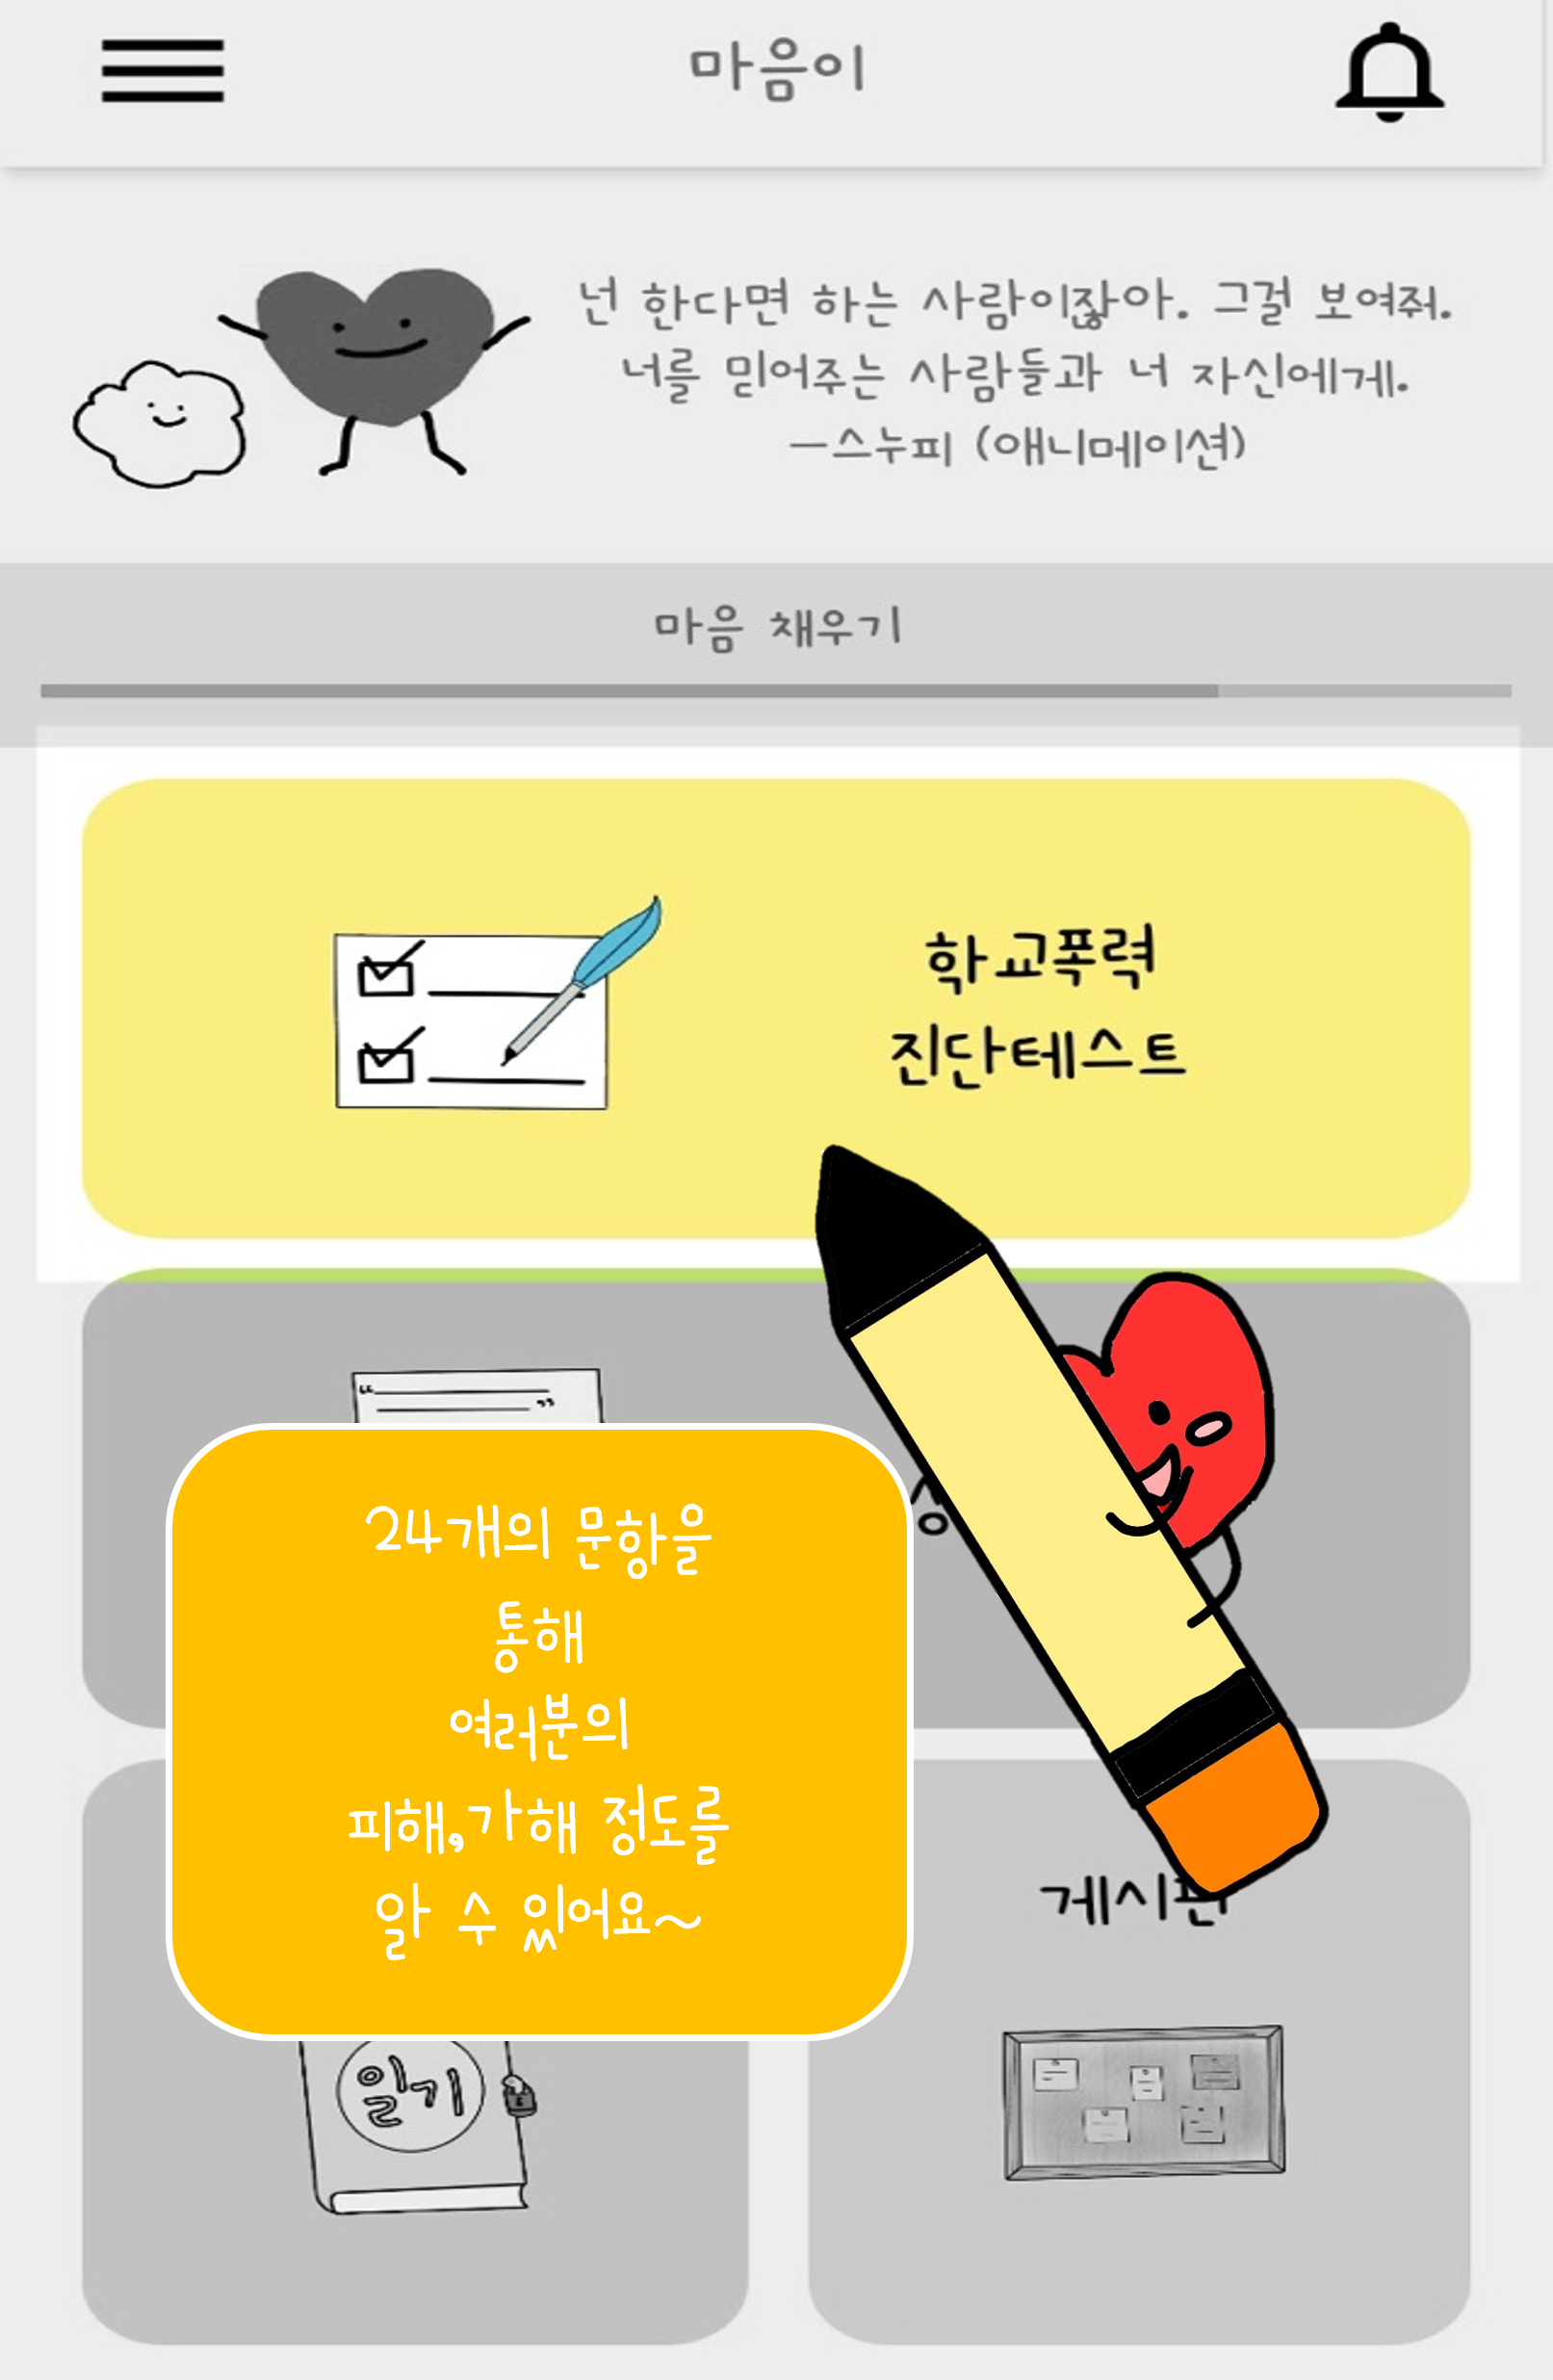 마음이
넌 한다면 하는 사람이잖아. 그걸 보여줘.
너를 믿어주는 사람들과 너 자신에게.
—스누피 (애니메이션)
마음 채우기
학교폭력
진단테스트
24개의 문항을
통해
여러분의
피해,가해 정도를
알 수 있어요~
게시판
일기